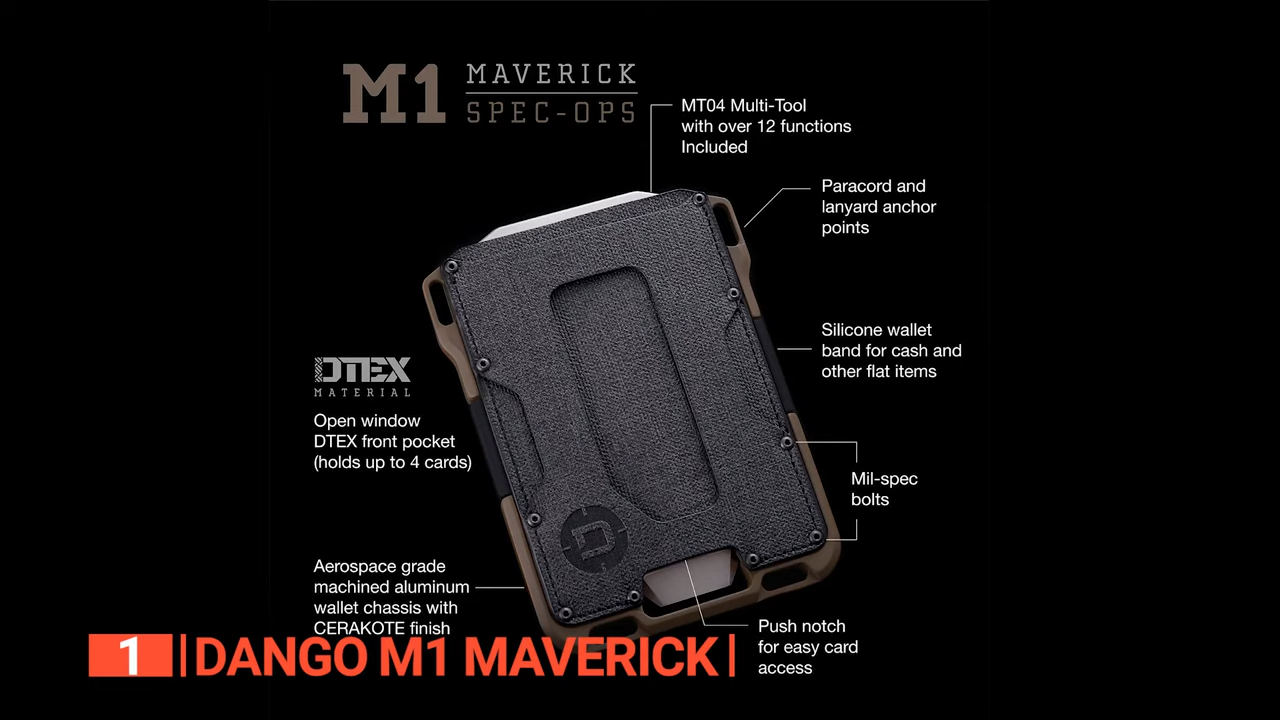 M1 MAVERICK
SPEC-OPS
MT04 Multi-Tool
with over 12 functions
Included
Paracord and
lanyard anchor
points
Silicone wallet
band for cash and
other flat items
DTEX
MATERIAL
Open window
DTEX front pocket
(holds up to 4 cards)
Mil-spec
bolts
Aerospace grade
machined aluminum
wallet chassis with
CERAKOTE finish
Push notch
for easy card
access
D
1 DANGO M1 MAVERICK